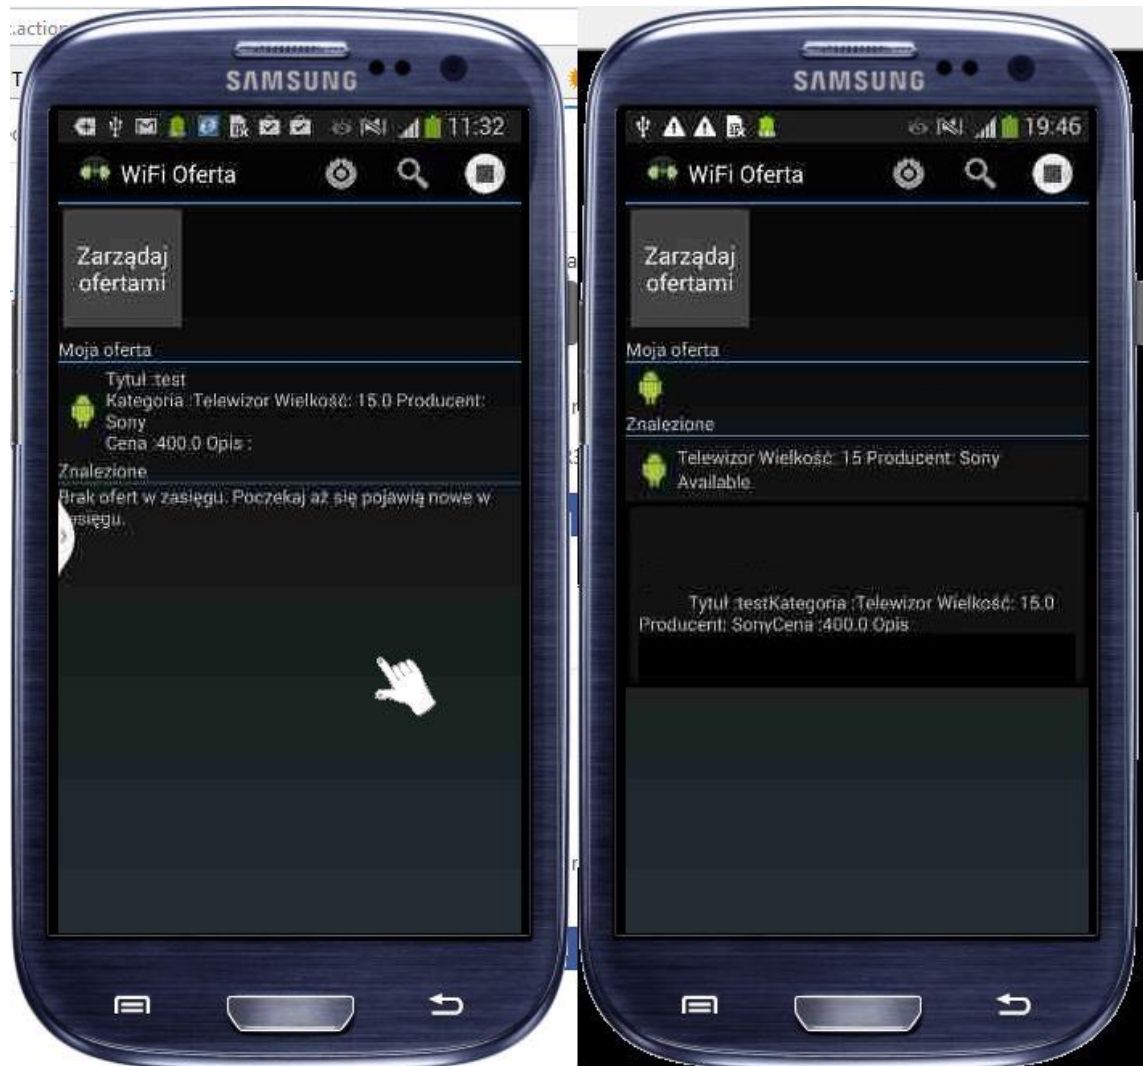 .action
SAMSUNG
11:32
WiFi Oferta
Zarządaj
ofertami
Moja oferta
Tytuł :test
Kategoria :Telewizor Wielkość: 15.0 Producent:
Sony
Cena :400.0 Opis :
Znalezione
Brak ofert w zasięgu. Poczekaj aż się pojawią nowe w
zasięgu.
SAMSUNG
19:46
WiFi Oferta
Zarządaj
ofertami
Moja oferta
Znalezione
Telewizor Wielkość: 15 Producent: Sony
Available
Tytuł :testKategoria :Telewizor Wielkość: 15.0
Producent: SonyCena :400.0 Opis